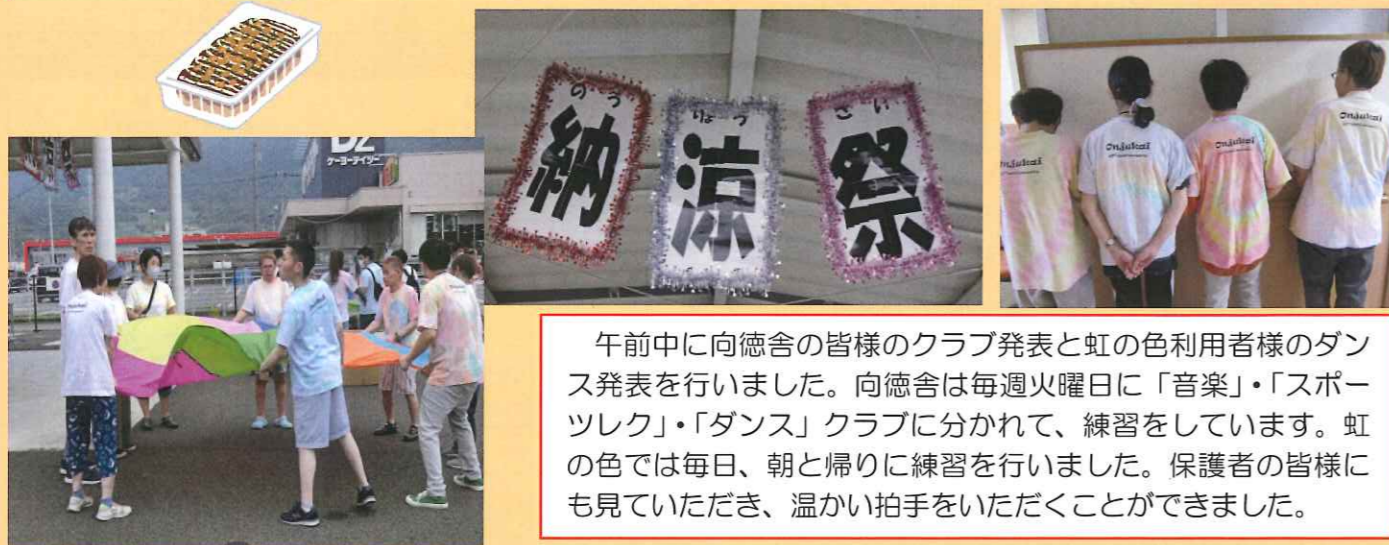 DZ
ケーヨーデイツー
のう
納
りょう
涼
さい
祭
Onjukai
Onjukai
Onjukai
Onjukai
Onjukai
Onjukai
午前中に向徳舎の皆様のクラブ発表と虹の色利用者様のダン
ス発表を行いました。向徳舎は毎週火曜日に「音楽」・「スポー
ツレク」・「ダンス」クラブに分かれて、練習をしています。虹
の色では毎日、朝と帰りに練習を行いました。保護者の皆様に
も見ていただき、温かい拍手をいただくことができました。